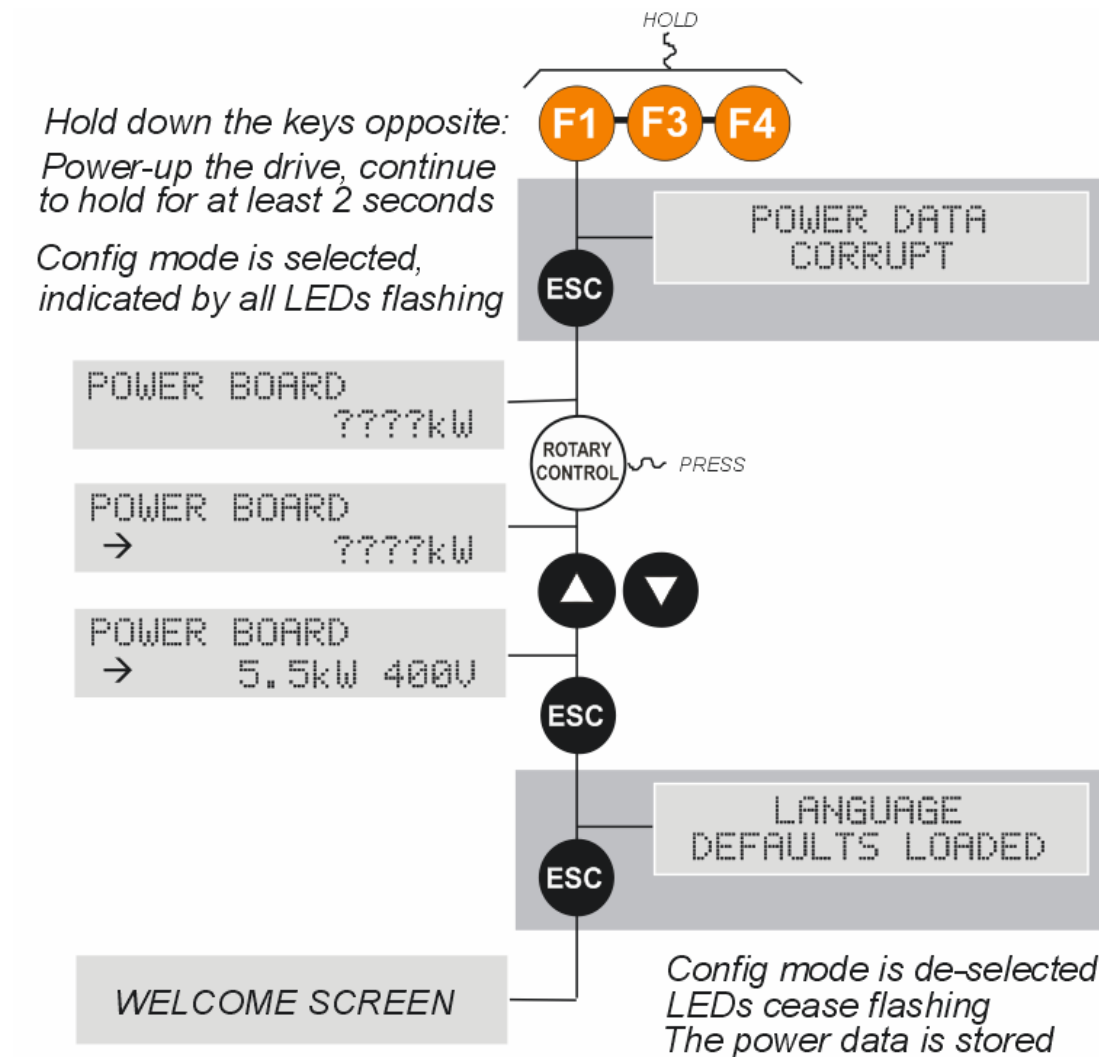 HOLD
Hold down the keys opposite:
F1 F3 F4
Power-up the drive, continue
to hold for at least 2 seconds
POWER DATA
CORRUPT
Config mode is selected,
indicated by all LEDs flashing
ESC
POWER BOARD
????kW
ROTARY
CONTROL
PRESS
POWER BOARD
→ ????kW
POWER BOARD
→ 5.5kW 400V
ESC
LANGUAGE
DEFAULTS LOADED
ESC
WELCOME SCREEN
Config mode is de-selected
LEDs cease flashing
The power data is stored